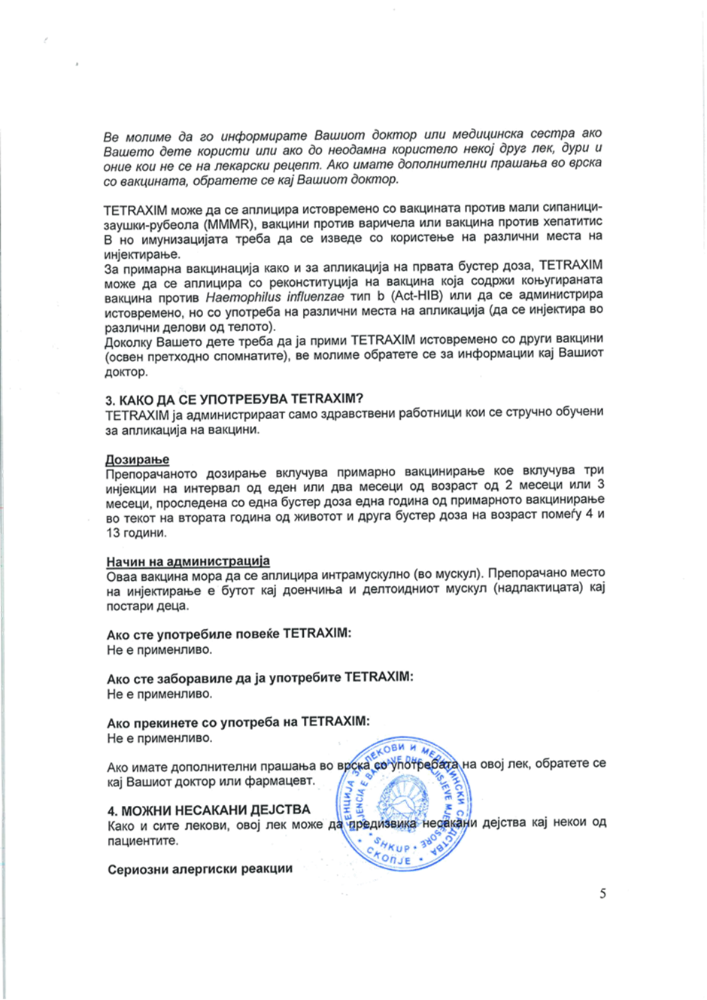 Ве молиме да го информирате Вашиот доктор или медицинска сестра ако
Вашето дете користи или ако до неодамна користело некој друг лек, дури и
оние кои не се на лекарски рецепт. Ако имате дополнителни прашања во врска
со вакцината, обратете се кај Вашиот доктор.
TETRAXIM може да се аплицира истовремено со вакцината против мали сипаници-
заушки-рубеола (MMMR), вакцини против варичела или вакцина против хепатитис
В но имунизацијата треба да се изведе со користење на различни места на
инјектирање.
За примарна вакцинација како и за апликација на првата бустер доза, TETRAXIM
може да се аплицира со реконституција на вакцина која содржи коњугираната
вакцина против Haemophilus influenzae тип b (Act-HIB) или да се администрира
истовремено, но со употреба на различни места на апликација (да се инјектира во
различни делови од телото).
Доколку Вашето дете треба да ја прими TETRAXIM истовремено со други вакцини
(освен претходно спомнатите), ве молиме обратете се за информации кај Вашиот
доктор.
3. КАКО ДА СЕ УПОТРЕБУВА TETRAXIM?
TETRAXIM ја администрираат само здравствени работници кои се стручно обучени
за апликација на вакцини.
Дозирање
Препорачаното дозирање вклучува примарно вакцинирање кое вклучува три
инјекции на интервал од еден или два месеци од возраст од 2 месеци или 3
месеци, проследена со една бустер доза една година од примарното вакцинирање
во текот на втората година од животот и друга бустер доза на возраст помеѓу 4 и
13 години.
Начин на администрација
Оваа вакцина мора да се аплицира интрамускулно (во мускул). Препорачано место
на инјектирање е бутот кај доенчиња и делтоидниот мускул (надлактицата) кај
постари деца.
Ако сте употребиле повеќе TETRAXIM:
Не е применливо.
Ако сте заборавиле да ја употребите TETRAXIM:
Не е применливо.
Ако прекинете со употреба на TETRAXIM:
Не е применливо.
Ако имате дополнителни прашања во врска со употребата на овој лек, обратете се
кај Вашиот доктор или фармацевт.
4. МОЖНИ НЕСАКАНИ ДЕЈСТВА
Како и сите лекови, овој лек може да предизвика несакани дејства кај некои од
пациентите.
Сериозни алергиски реакции
ЛЕКОВИ И МЕДИЦИНСКИ СРЕДСТВА
• СКОПЈЕ •
• SHKUP •
5